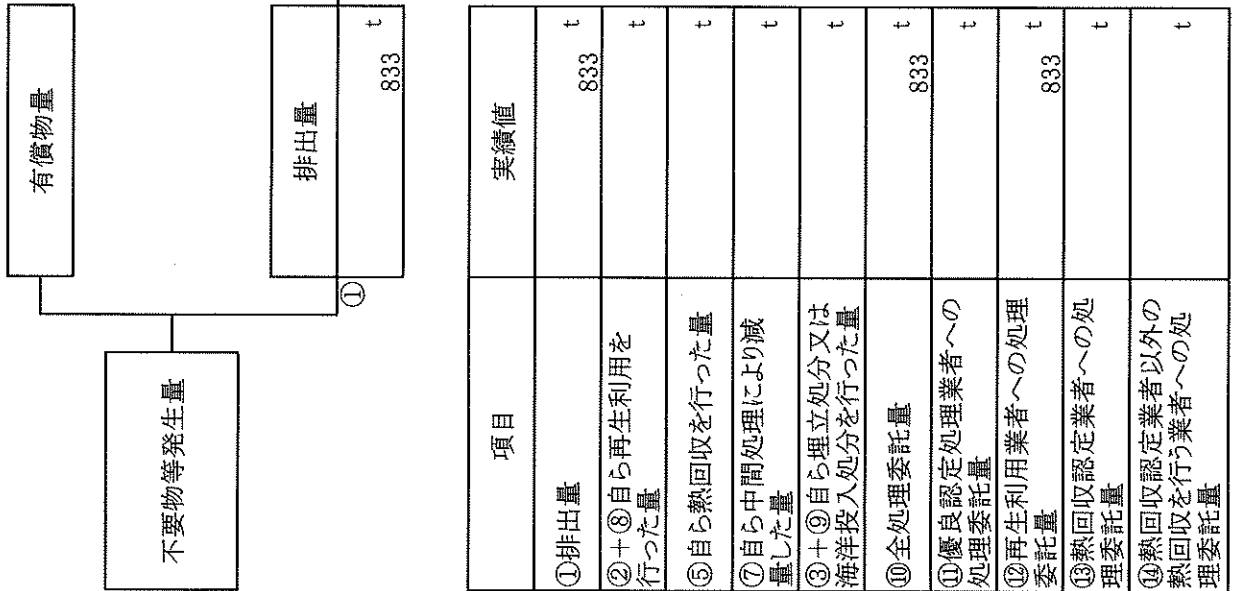 有償物量
不要物等発生量
排出量
①
833 t
項目 実績値
①排出量 833 t
②+⑧自ら再生利用を
行った量 t
⑤自ら熱回収を行った量 t
⑦自ら中間処理により減
量した量 t
③+⑨自ら埋立処分又は
海洋投入処分を行った量 t
⑩全処理委託量 833 t
⑪優良認定処理業者への
処理委託量 t
⑫再生利用業者への処理
委託量 833 t
⑬熱回収認定業者への処
理委託量 t
⑭熱回収認定業者以外の
熱回収を行う業者への処
理委託量 t